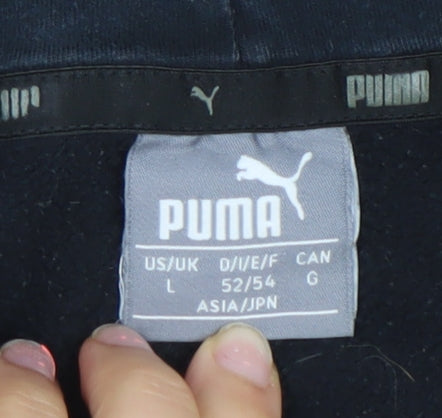 PUMA
PUMA
US/UK D/I/E/F CAN
L 52/54 G
ASIA/JPN